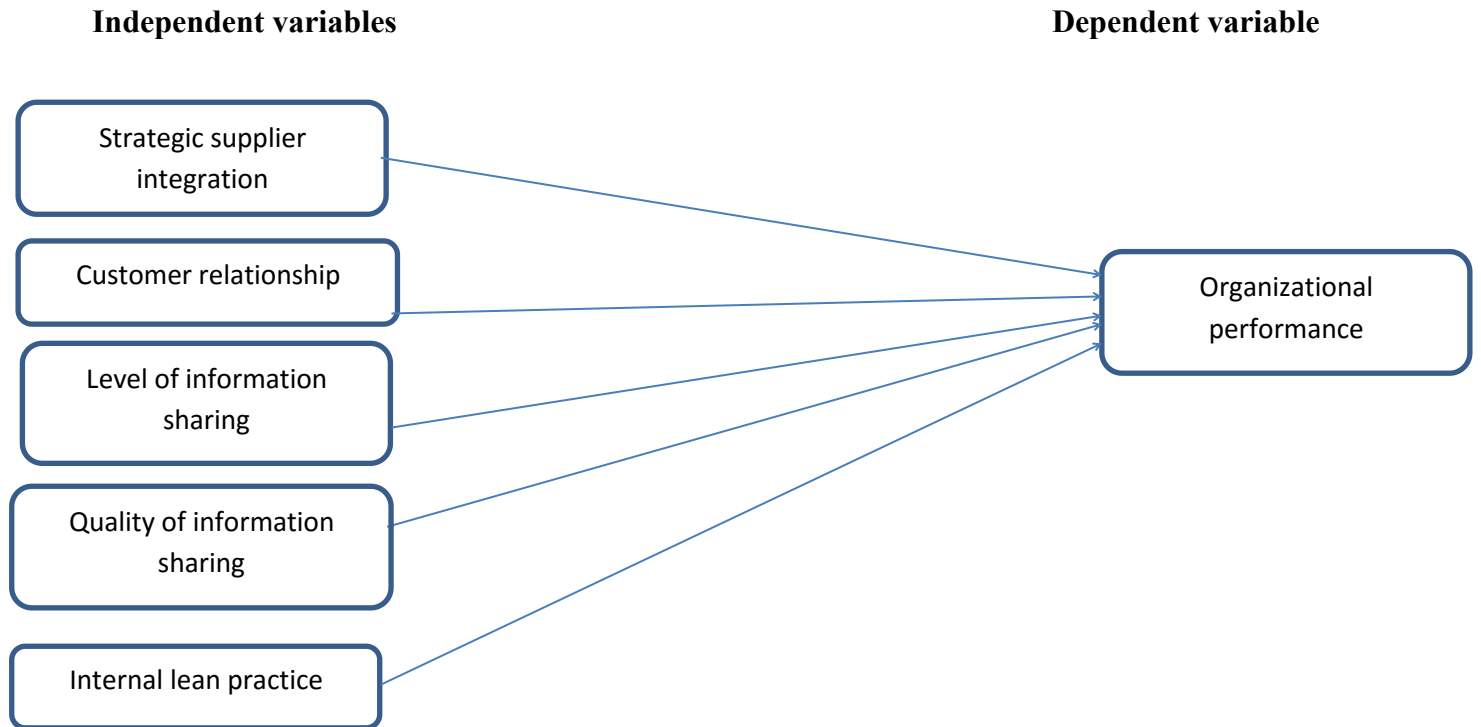 Independent variables
Dependent variable
Strategic supplier
integration
Customer relationship
Level of information
sharing
Quality of information
sharing
Internal lean practice
Organizational
performance